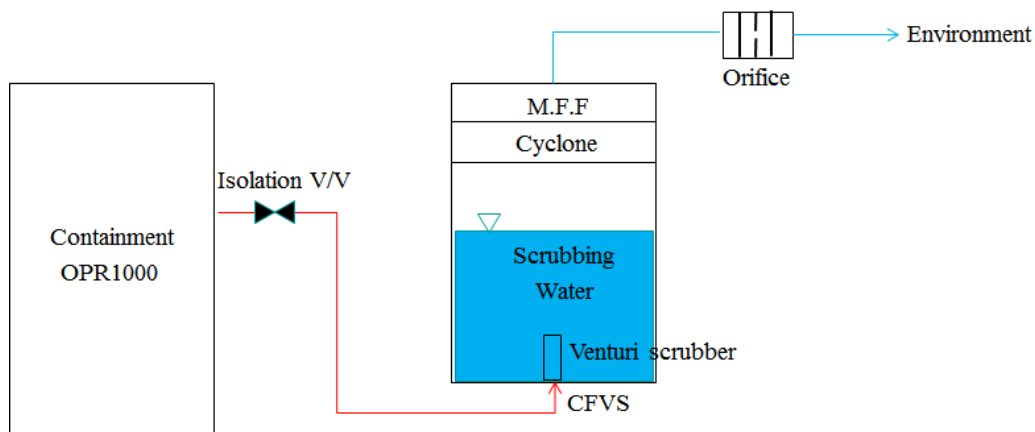 Environment
Orifice
M.F.F
Cyclone
Isolation V/V
Containment
OPR1000
Scrubbing
Water
Venturi scrubber
CFVS